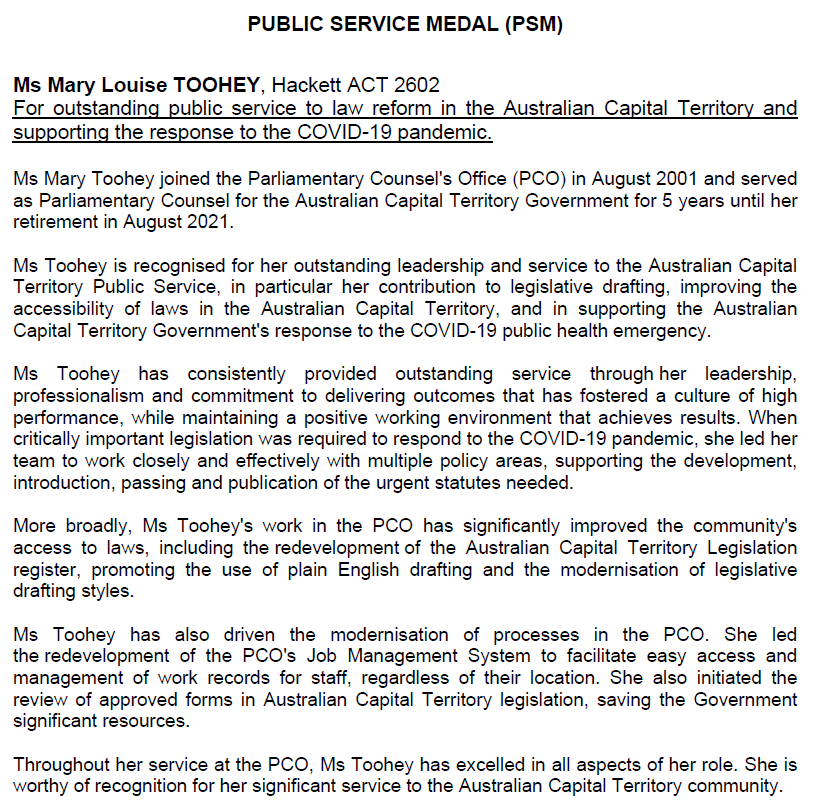 PUBLIC SERVICE MEDAL (PSM)
Ms Mary Louise TOOHEY, Hackett ACT 2602
For outstanding public service to law reform in the Australian Capital Territory and
supporting the response to the COVID-19 pandemic.
Ms Mary Toohey joined the Parliamentary Counsel's Office (PCO) in August 2001 and served
as Parliamentary Counsel for the Australian Capital Territory Government for 5 years until her
retirement in August 2021.
Ms Toohey is recognised for her outstanding leadership and service to the Australian Capital
Territory Public Service, in particular her contribution to legislative drafting, improving the
accessibility of laws in the Australian Capital Territory, and in supporting the Australian
Capital Territory Government's response to the COVID-19 public health emergency.
Ms Toohey has consistently provided outstanding service through her leadership,
professionalism and commitment to delivering outcomes that has fostered a culture of high
performance, while maintaining a positive working environment that achieves results. When
critically important legislation was required to respond to the COVID-19 pandemic, she led her
team to work closely and effectively with multiple policy areas, supporting the development,
introduction, passing and publication of the urgent statutes needed.
More broadly, Ms Toohey's work in the PCO has significantly improved the community's
access to laws, including the redevelopment of the Australian Capital Territory Legislation
register, promoting the use of plain English drafting and the modernisation of legislative
drafting styles.
Ms Toohey has also driven the modernisation of processes in the PCO. She led
the redevelopment of the PCO's Job Management System to facilitate easy access and
management of work records for staff, regardless of their location. She also initiated the
review of approved forms in Australian Capital Territory legislation, saving the Government
significant resources.
Throughout her service at the PCO, Ms Toohey has excelled in all aspects of her role. She is
worthy of recognition for her significant service to the Australian Capital Territory community.